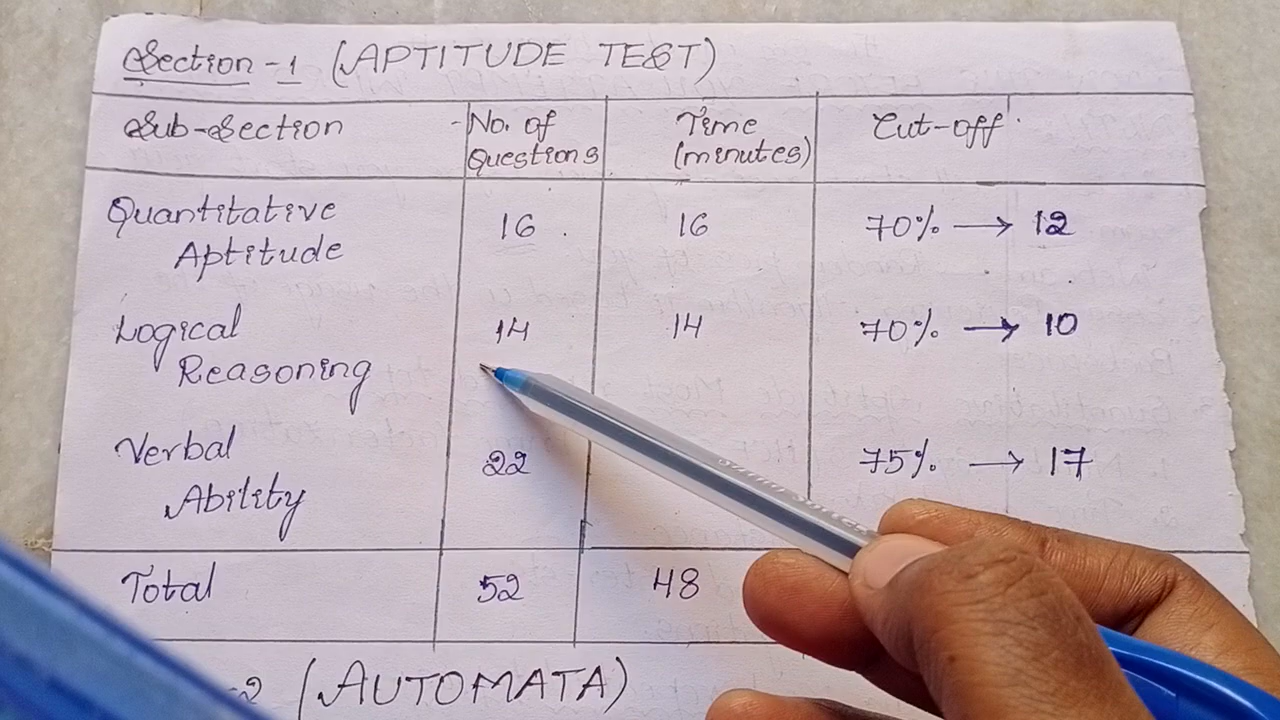 Section - 1 (APTITUDE TEST)
Sub-Section No. of Questions Time (minutes) Cut-off
Quantitative Aptitude 16 16 70% → 12
Logical Reasoning 14 14 70% → 10
Verbal Ability 22 75% → 17
Total 52 48
-2 (AUTOMATA)